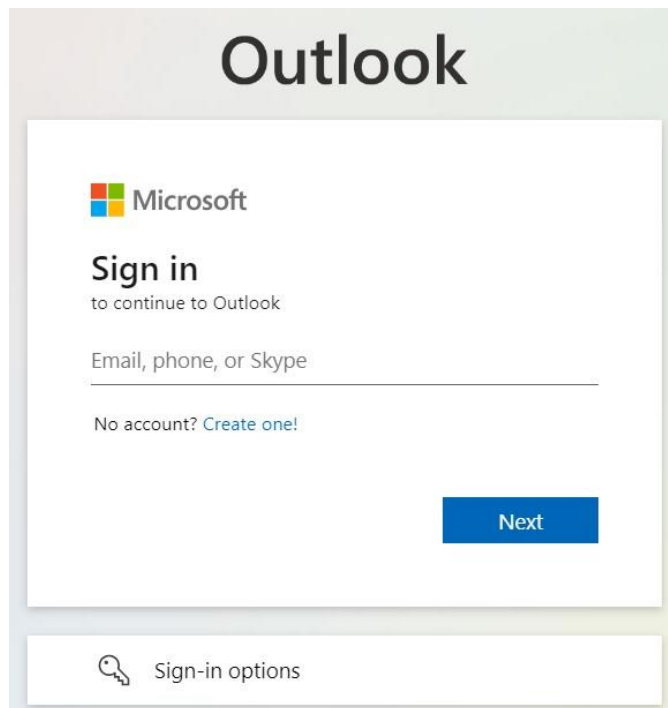 Outlook
Microsoft
Sign in
to continue to Outlook
Email, phone, or Skype
No account? Create one!
Next
Sign-in options